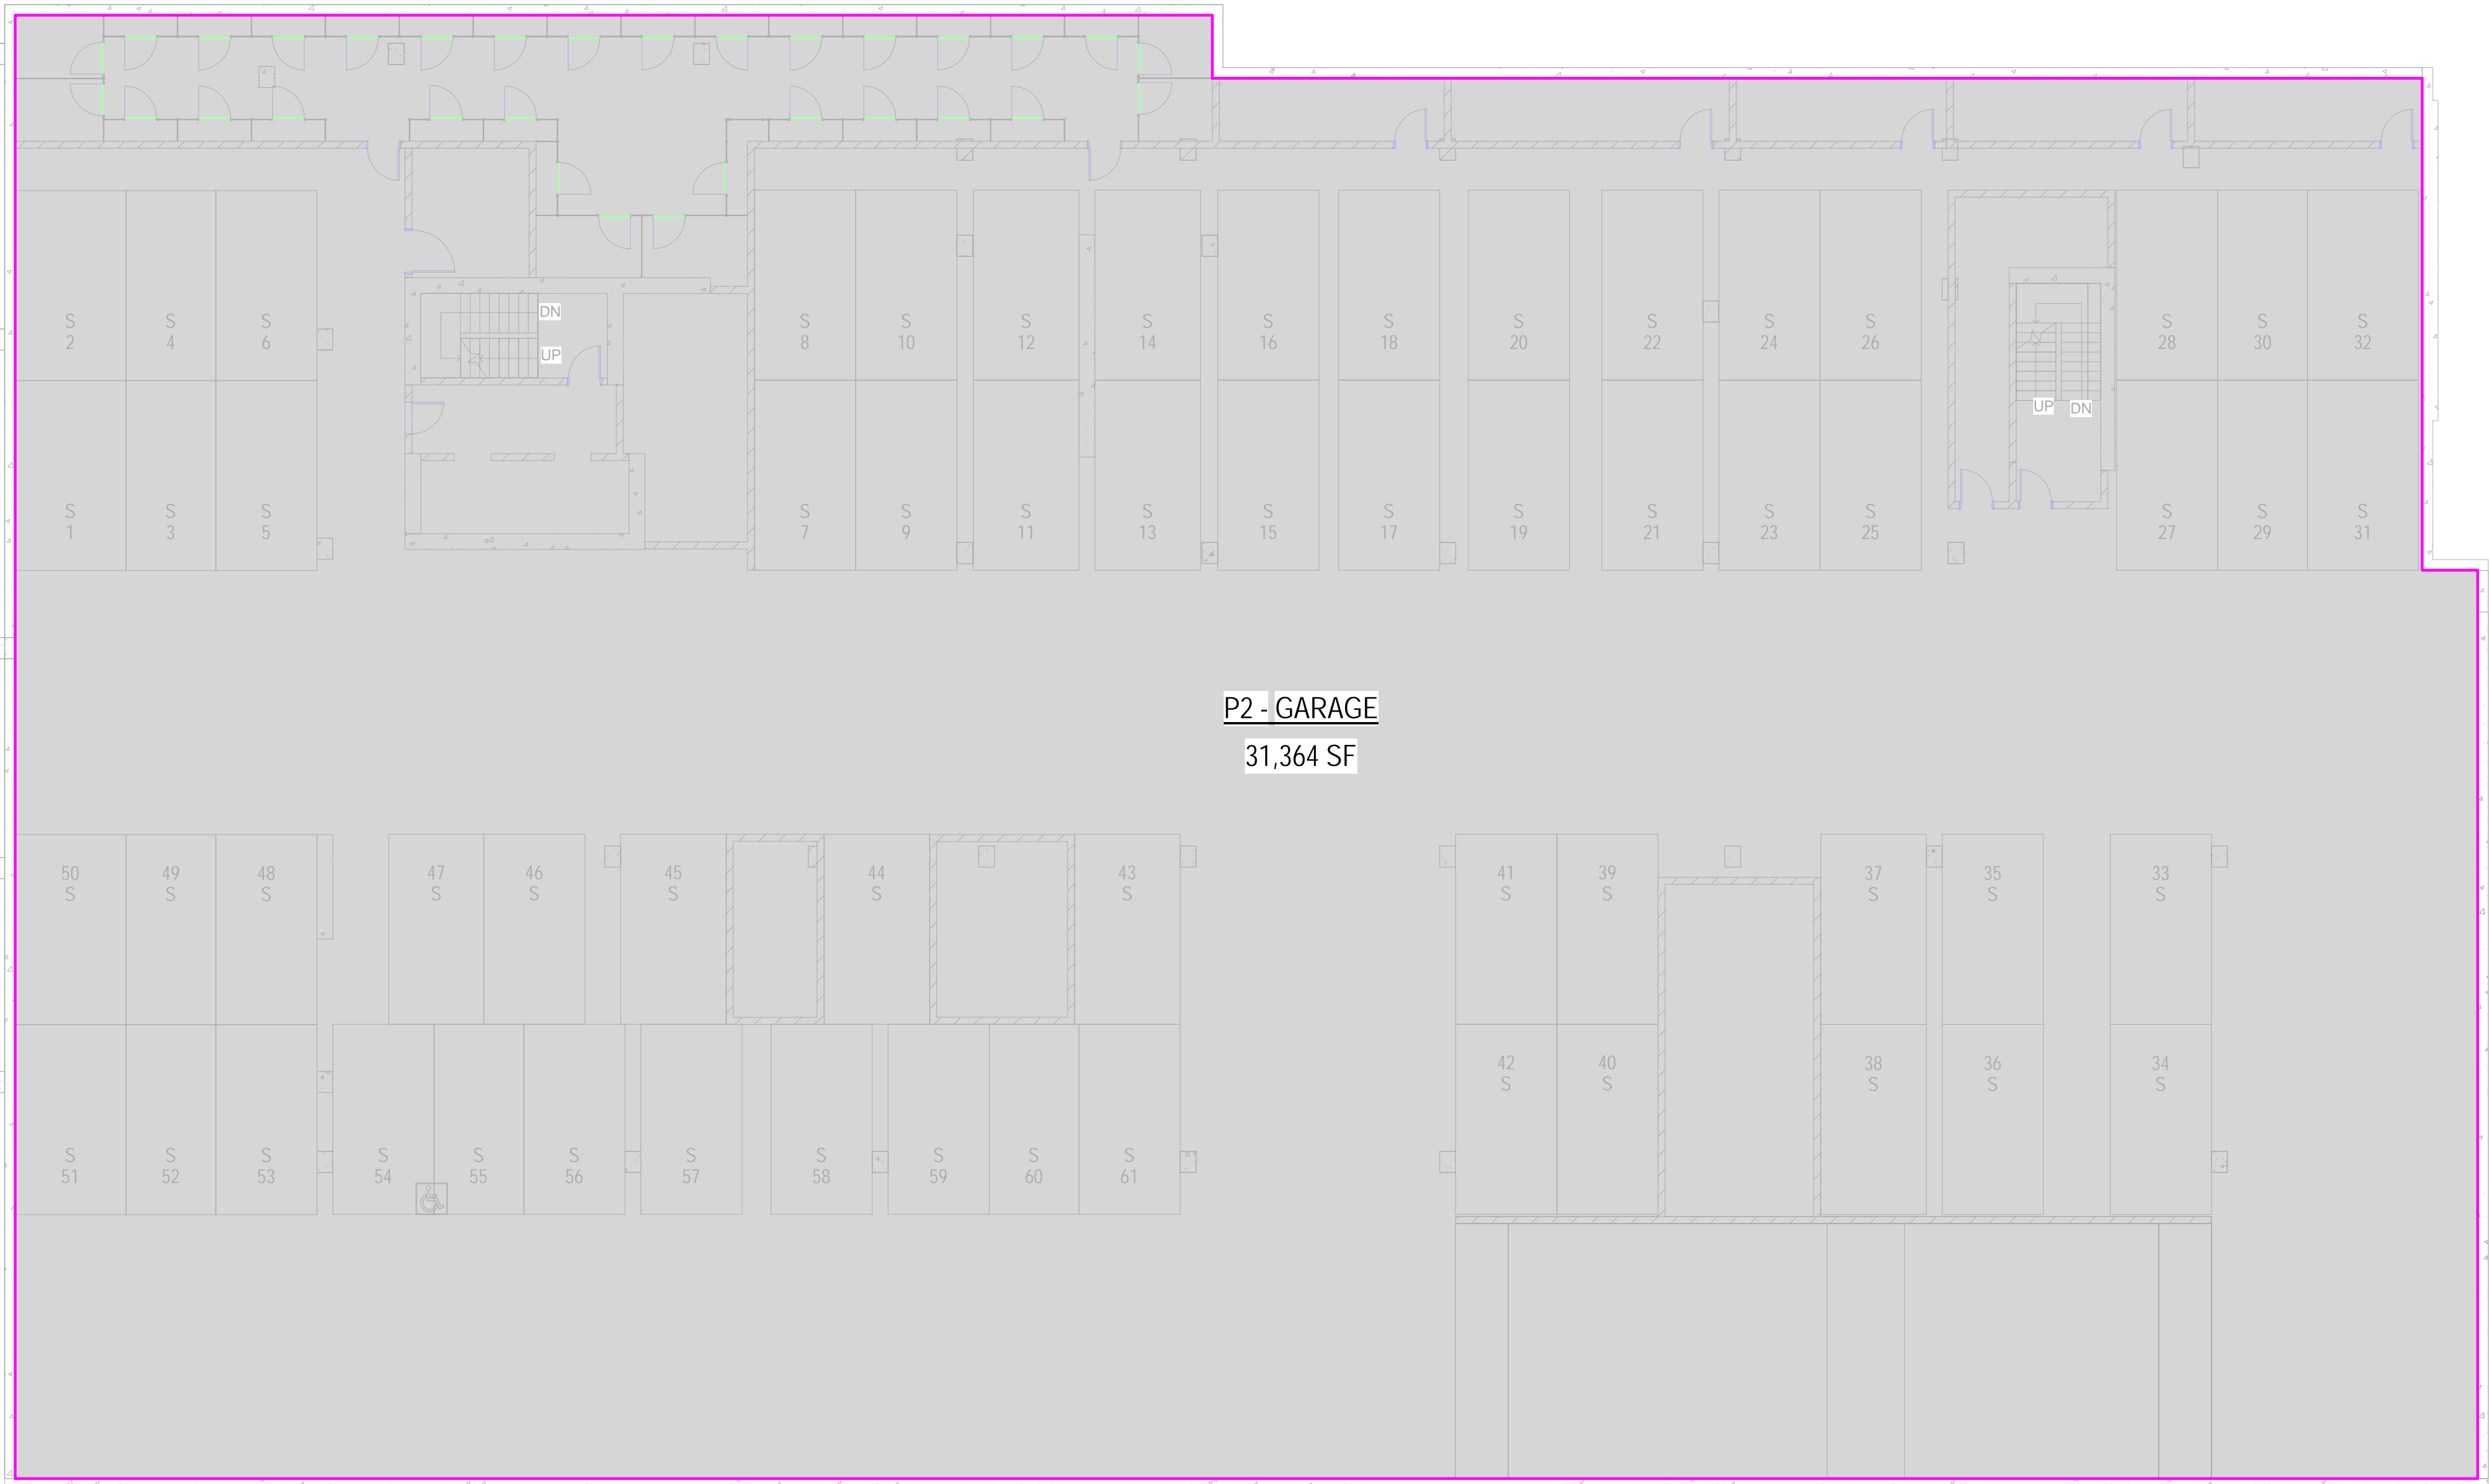 DN
UP
S S S
2 4 6
S S S S S S S S S S
8 10 12 14 16 18 20 22 24 26
S S S
28 30 32
UP DN
S S S
1 3 5
S S S S S S S S S S
7 9 11 13 15 17 19 21 23 25
S S S
27 29 31
P2 - GARAGE
31,364 SF
50 49 48 47 46 45 44 43
S S S S S S S S
41 39 37 35 33
S S S S S
42 40 38 36 34
S S S S S
S S S S S S S S S S S
51 52 53 54 55 56 57 58 59 60 61